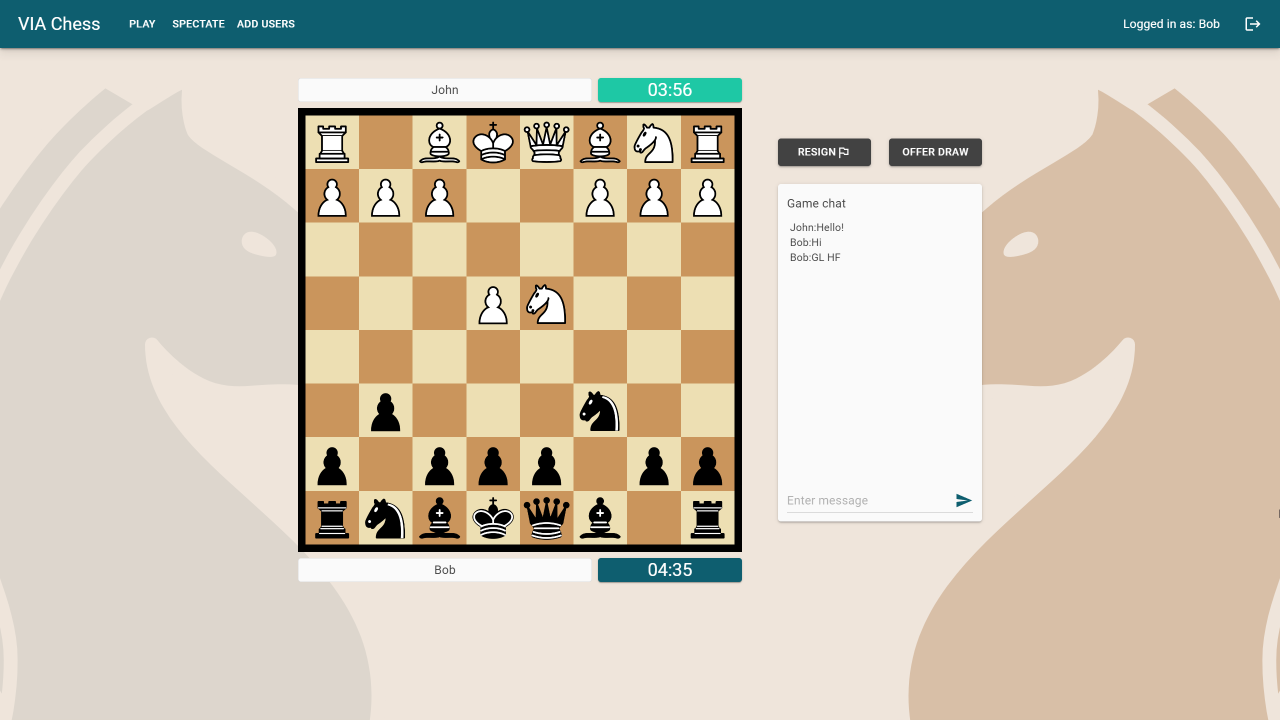 VIA Chess PLAY SPECTATE ADD USERS Logged in as: Bob
John 03:56
RESIGN OFFER DRAW
Game chat
John:Hello!
Bob:Hi
Bob:GL HF
Enter message
Bob 04:35